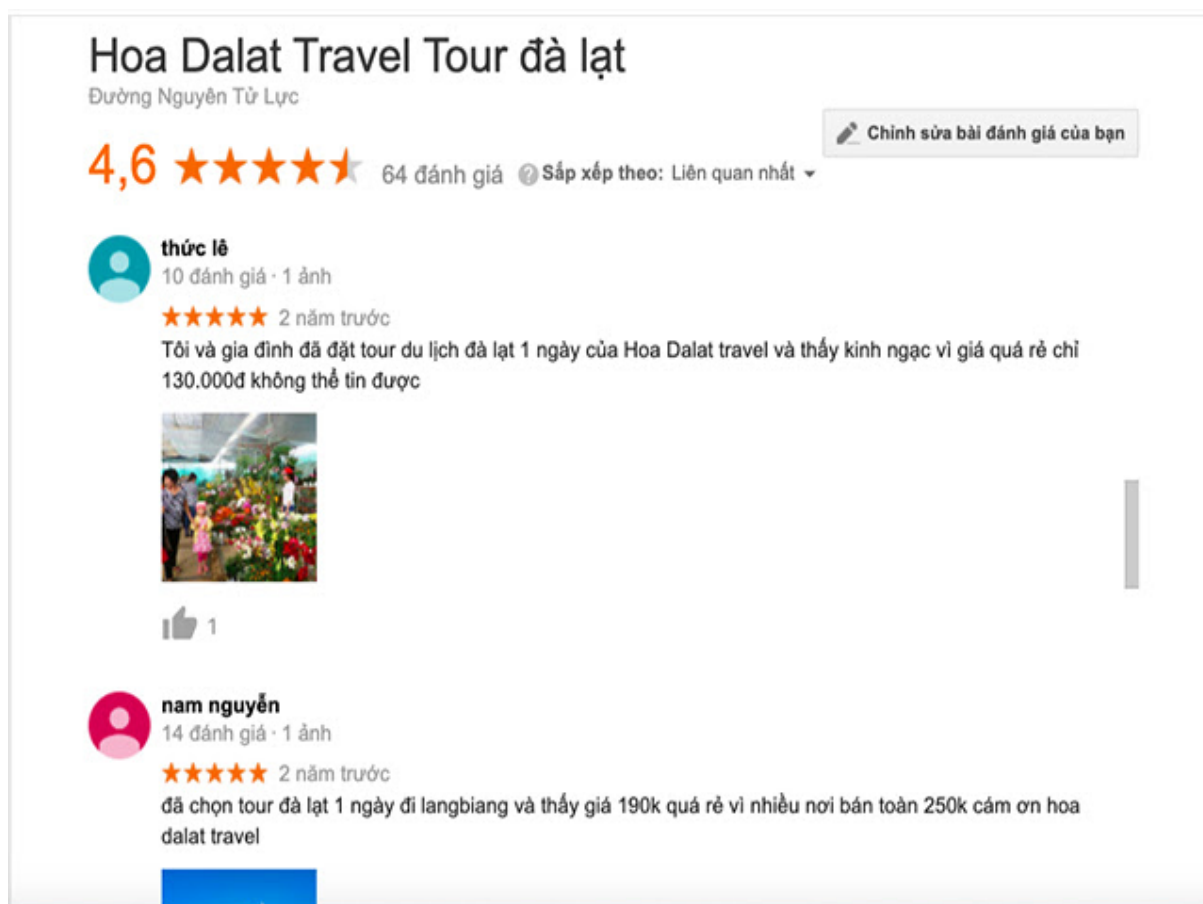 Hoa Dalat Travel Tour đà lạt
Đường Nguyên Tử Lực
Chỉnh sửa bài đánh giá của bạn
4,6 64 đánh giá Sắp xếp theo: Liên quan nhất
thức lê
10 đánh giá · 1 ảnh
2 năm trước
Tôi và gia đình đã đặt tour du lịch đà lạt 1 ngày của Hoa Dalat travel và thấy kinh ngạc vì giá quá rẻ chỉ
130.000đ không thể tin được
1
nam nguyễn
14 đánh giá · 1 ảnh
2 năm trước
đã chọn tour đà lạt 1 ngày đi langbiang và thấy giá 190k quá rẻ vì nhiều nơi bán toàn 250k cám ơn hoa
dalat travel